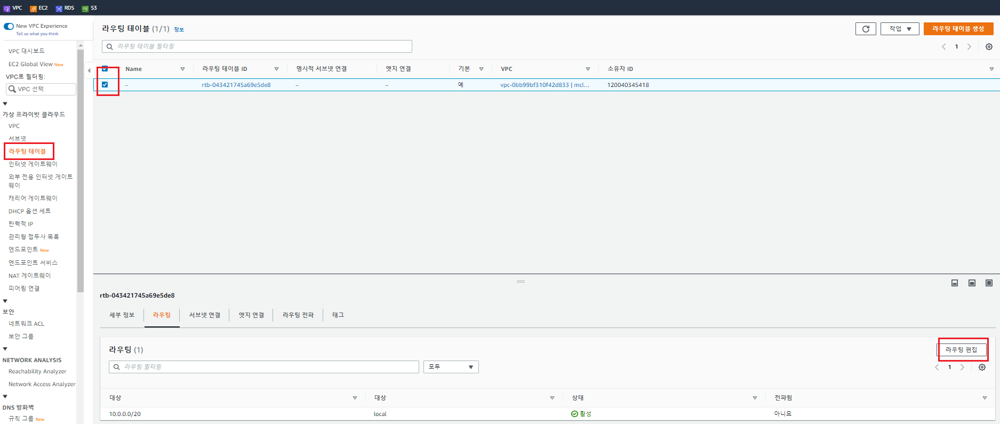 VPC EC2 RDS S3
New VPC Experience
Tell us what you think
VPC 대시보드
EC2 Global View New
VPC로 필터링:
VPC 선택
가상 프라이빗 클라우드
VPC
서브넷
라우팅 테이블
인터넷 게이트웨이
외부 전용 인터넷 게이트
웨이
캐리어 게이트웨이
DHCP 옵션 세트
탄력적 IP
관리형 접두사 목록
엔드포인트 New
엔드포인트 서비스
NAT 게이트웨이
피어링 연결
보안
네트워크 ACL
보안 그룹
NETWORK ANALYSIS
Reachability Analyzer
Network Access Analyzer
DNS 방화벽
규칙 그룹 New
라우팅 테이블 (1/1) 정보
작업
라우팅 테이블 생성
라우팅 테이블 필터링
1
Name 라우팅 테이블 ID 명시적 서브넷 연결 엣지 연결 기본 VPC 소유자 ID
– rtb-043421745a69e5de8 – – 예 vpc-0bb99bf310f42d833 | mcl... 120040345418
rtb-043421745a69e5de8
세부 정보 라우팅 서브넷 연결 엣지 연결 라우팅 전파 태그
라우팅 (1)
라우팅 편집
라우팅 필터링
모두
1
대상 대상 상태 전파됨
10.0.0.0/20 local 활성 아니요